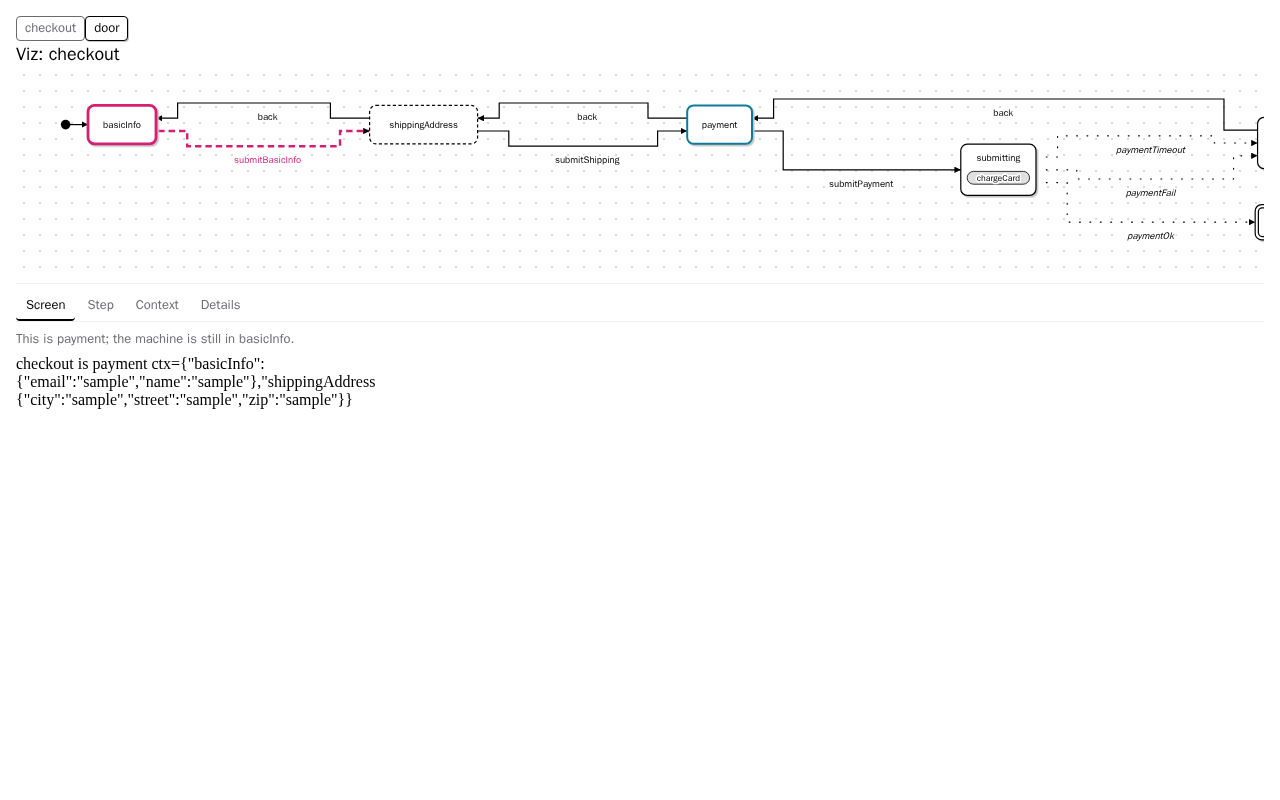 checkout door
Viz: checkout
basicInfo
back
submitBasicInfo
shippingAddress
back
submitShipping
payment
back
submitPayment
submitting
chargeCard
paymentTimeout
paymentFail
paymentOk
Screen Step Context Details
This is payment; the machine is still in basicInfo.
checkout is payment ctx={"basicInfo":
{"email":"sample","name":"sample"},"shippingAddress
{"city":"sample","street":"sample","zip":"sample"}}